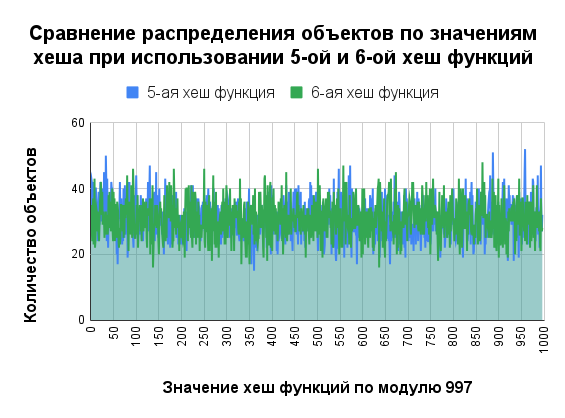 Сравнение распределения объектов по значениям
хеша при использовании 5-ой и 6-ой хеш функций
5-ая хеш функция 6-ая хеш функция
Количество объектов
60
40
20
0
0 50 100 150 200 250 300 350 400 450 500 550 600 650 700 750 800 850 900 950 1000
Значение хеш функций по модулю 997